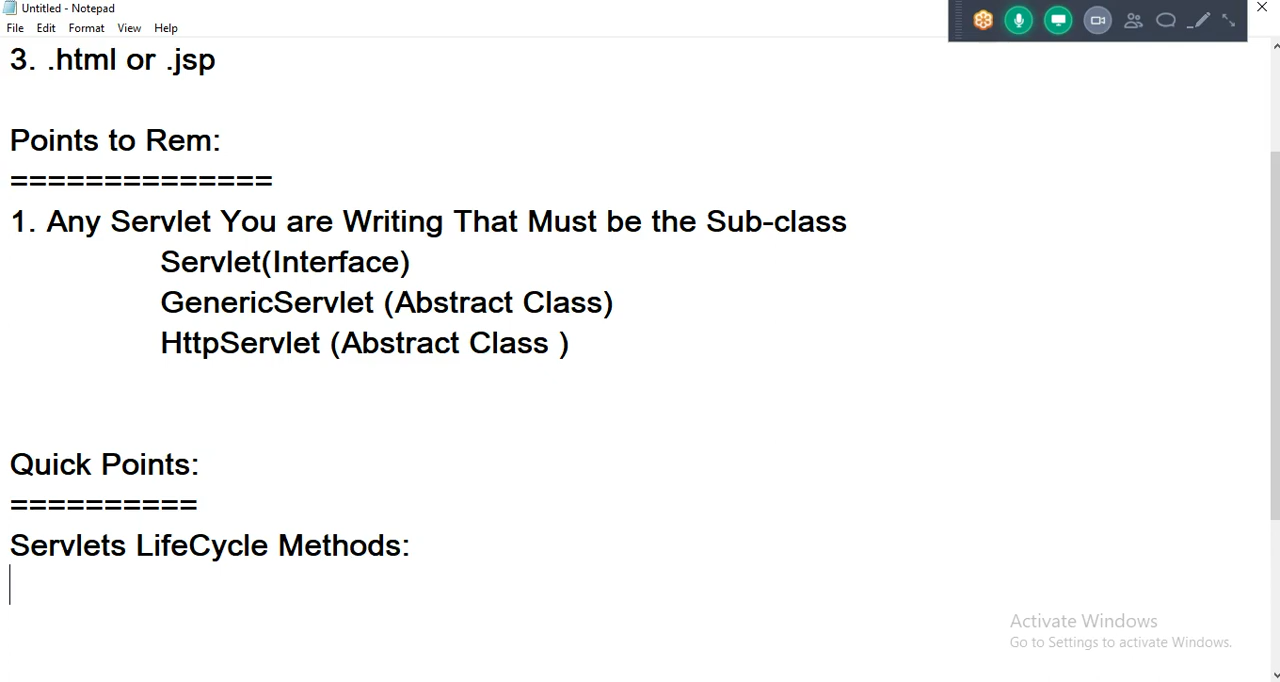 Untitled - Notepad
File Edit Format View Help
3. .html or .jsp
Points to Rem:
==============
1. Any Servlet You are Writing That Must be the Sub-class
Servlet(Interface)
GenericServlet (Abstract Class)
HttpServlet (Abstract Class )
Quick Points:
==========
Servlets LifeCycle Methods:
Activate Windows
Go to Settings to activate Windows.